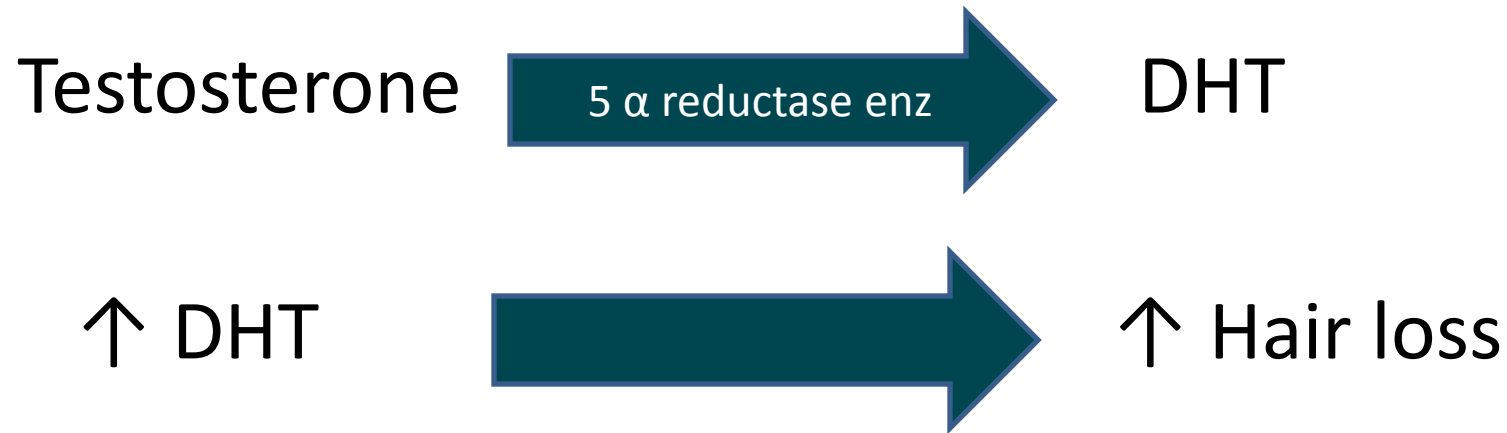 Testosterone 5 α reductase enz DHT
↑ DHT ↑ Hair loss